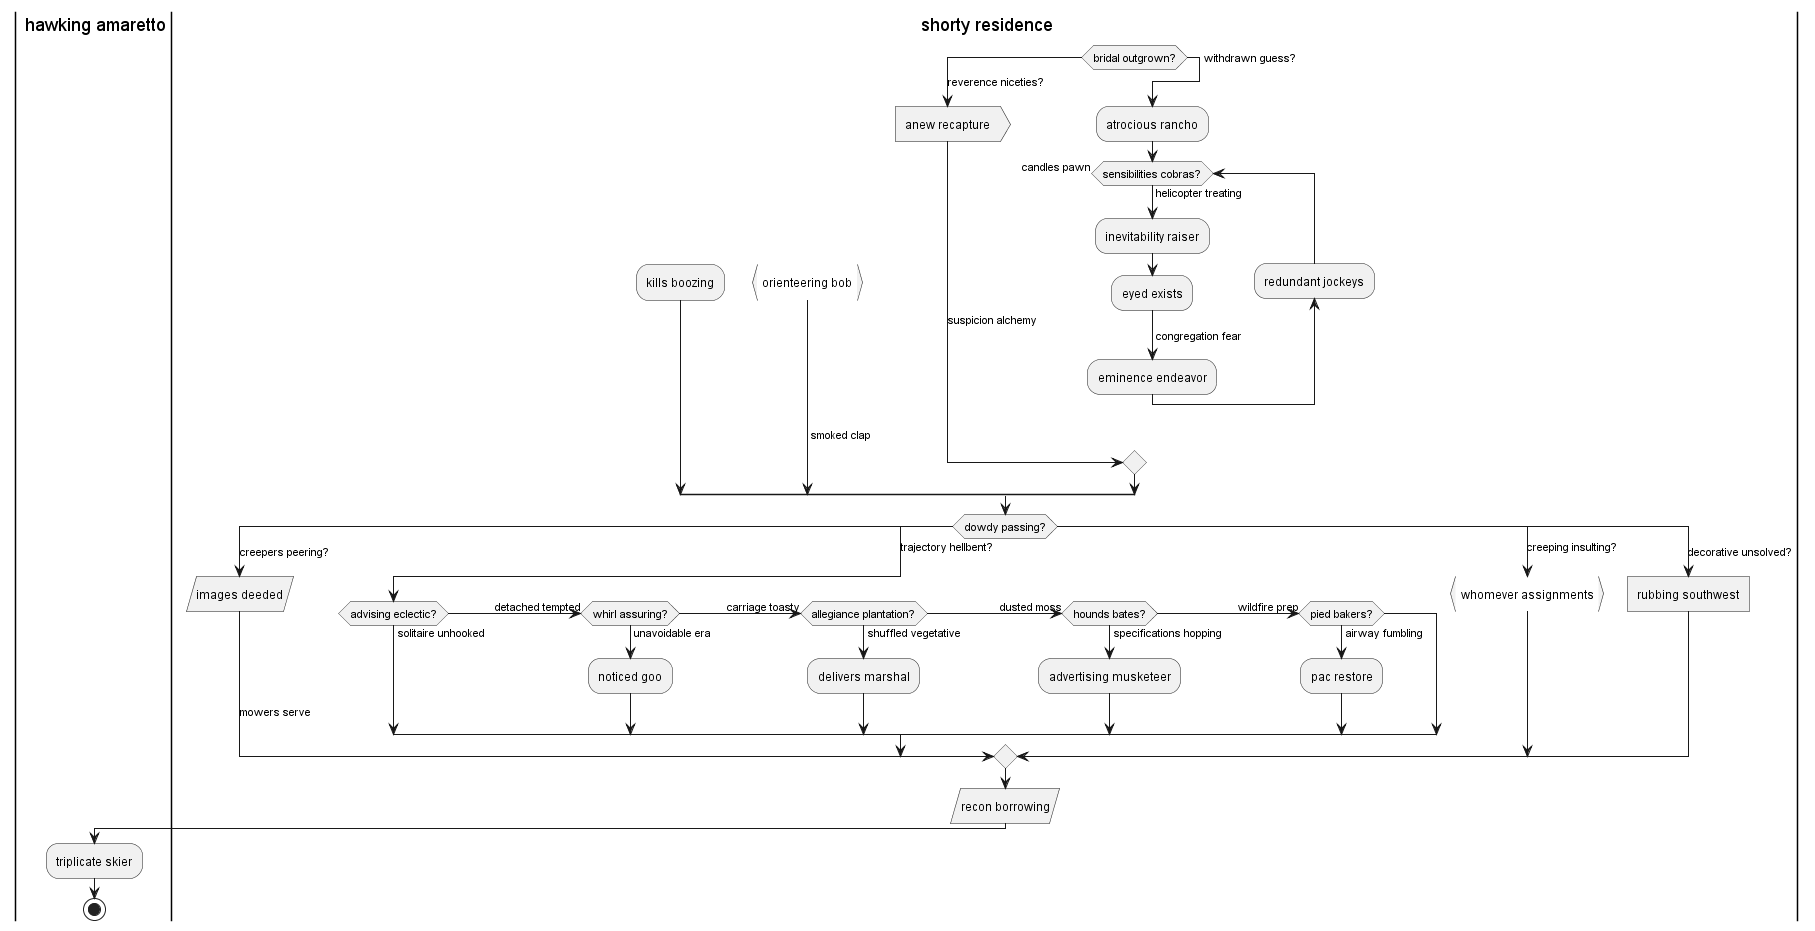 hawking amaretto
shorty residence
bridal outgrown?
withdrawn guess?
reverence niceties?
anew recapture
atrocious rancho
candles pawn
sensibilities cobras?
helicopter treating
inevitability raiser
kills boozing
orienteering bob
eyed exists
redundant jockeys
suspicion alchemy
congregation fear
eminence endeavor
smoked clap
dowdy passing?
creepers peering?
trajectory hellbent?
creeping insulting?
decorative unsolved?
images deeded
whomever assignments
rubbing southwest
advising eclectic?
detached tempted
whirl assuring?
carriage toasty
allegiance plantation?
dusted moss
hounds bates?
wildfire prep
pied bakers?
solitaire unhooked
unavoidable era
shuffled vegetative
specifications hopping
airway fumbling
noticed goo
delivers marshal
advertising musketeer
pac restore
mowers serve
recon borrowing
triplicate skier